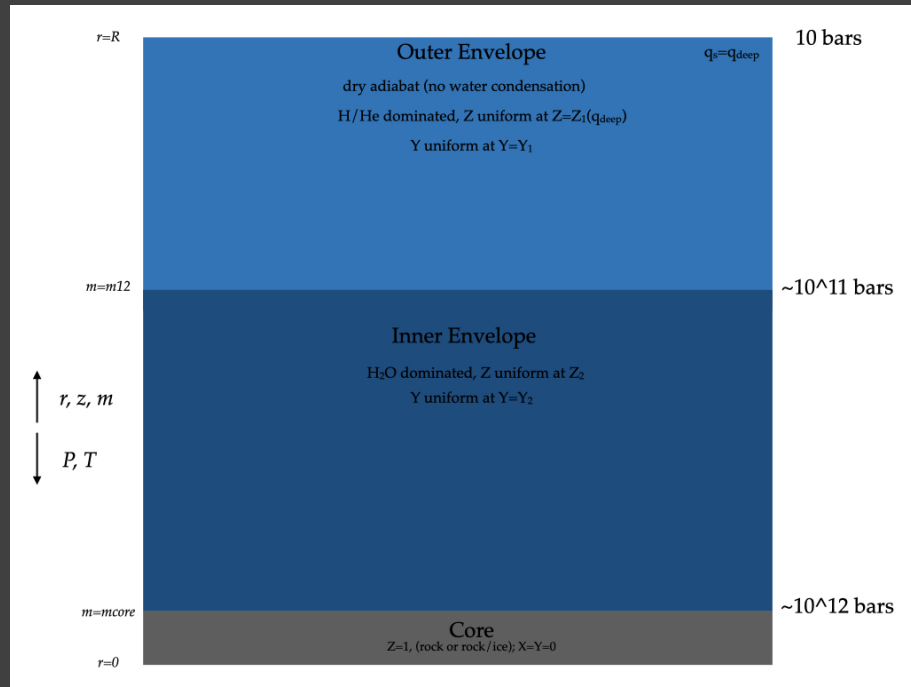 r=R
10 bars
Outer Envelope
qₛ=q_deep
dry adiabat (no water condensation)
H/He dominated, Z uniform at Z=Z₁(q_deep)
Y uniform at Y=Y₁
m=m12
~10^11 bars
Inner Envelope
H₂O dominated, Z uniform at Z₂
Y uniform at Y=Y₂
r, z, m
P, T
m=mcore
~10^12 bars
Core
Z=1, (rock or rock/ice); X=Y=0
r=0